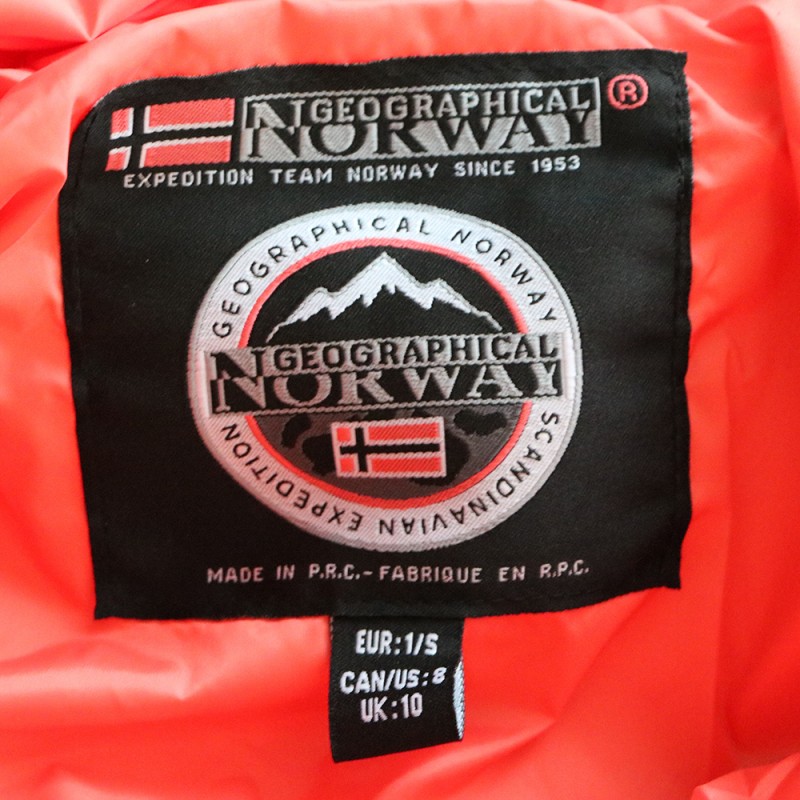 GEOGRAPHICAL ®
NORWAY
EXPEDITION TEAM NORWAY SINCE 1953
GEOGRAPHICAL NORWAY
GEOGRAPHICAL
NORWAY
SCANDINAVIAN EXPEDITION
MADE IN P.R.C.-FABRIQUE EN R.P.C.
EUR:1/S
CAN/US:8
UK:10